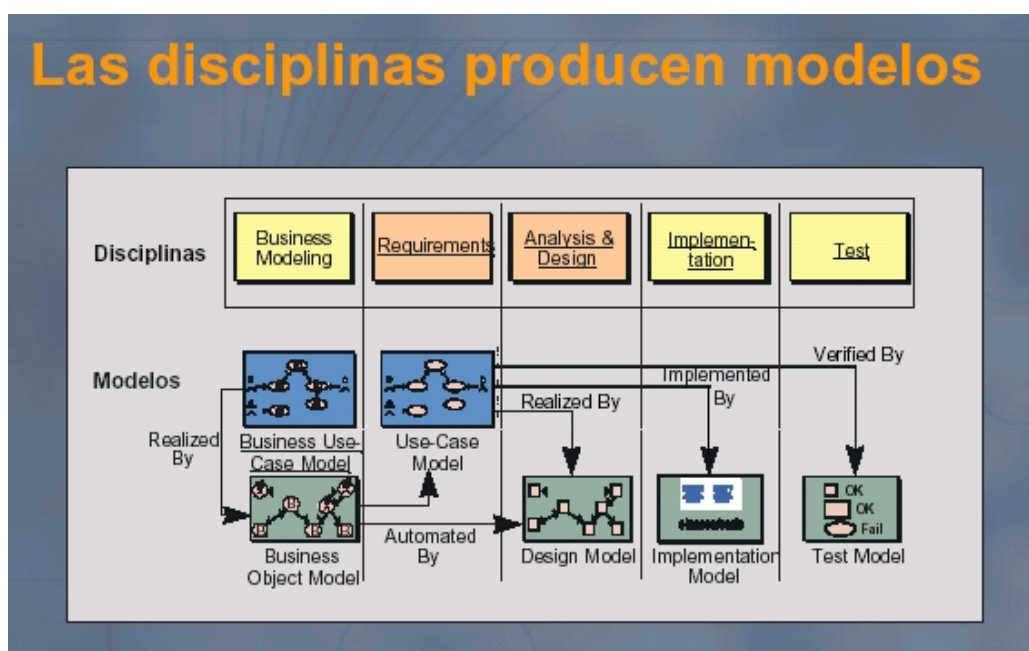 Las disciplinas producen modelos
Disciplinas
Business
Modeling
Requirements
Analysis &
Design
Implemen-
tation
Test
Modelos
Verified By
Implemented
By
Realized By
Realized
By
Business Use-
Case Model
Use-Case
Model
Automated
By
OK
OK
Fail
Business
Object Model
Design Model
Implementation
Model
Test Model